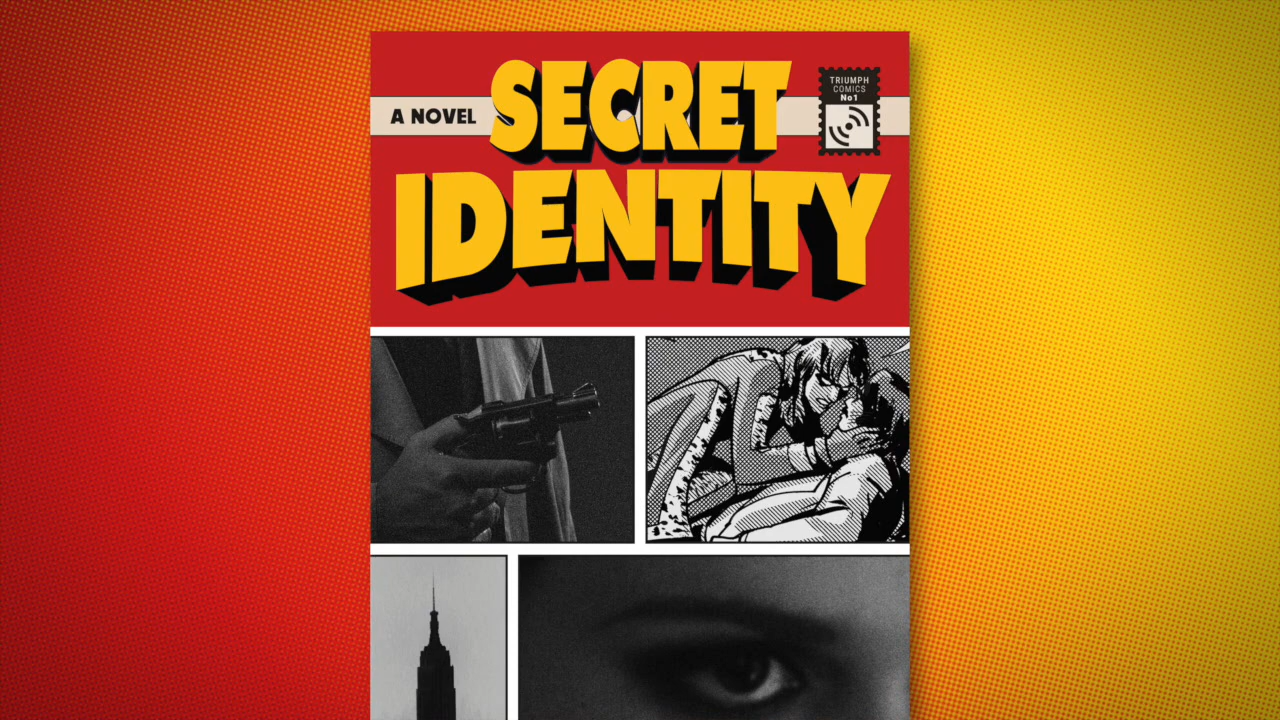 SECRET
A NOVEL
IDENTITY
TRIUMPH
COMICS
No1